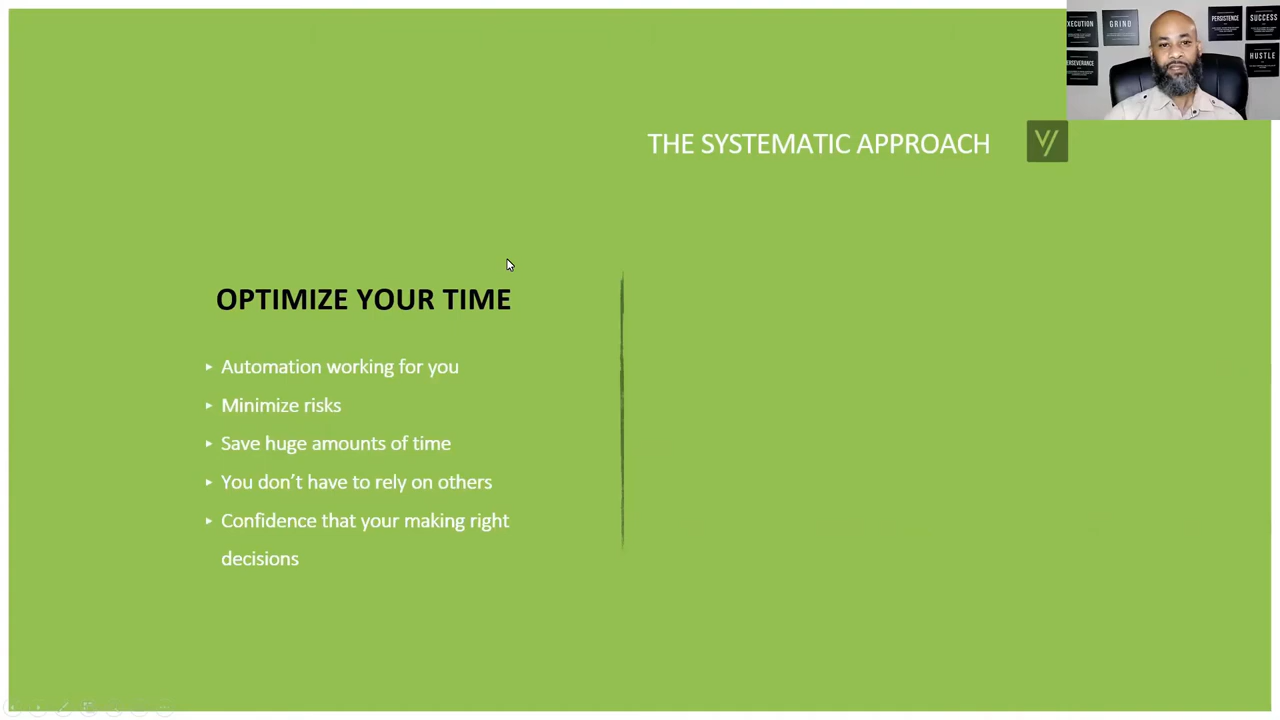 EXECUTION
GRIND
PERSISTENCE
SUCCESS
PERSEVERANCE
HUSTLE
THE SYSTEMATIC APPROACH
OPTIMIZE YOUR TIME
Automation working for you
Minimize risks
Save huge amounts of time
You don’t have to rely on others
Confidence that your making right
decisions